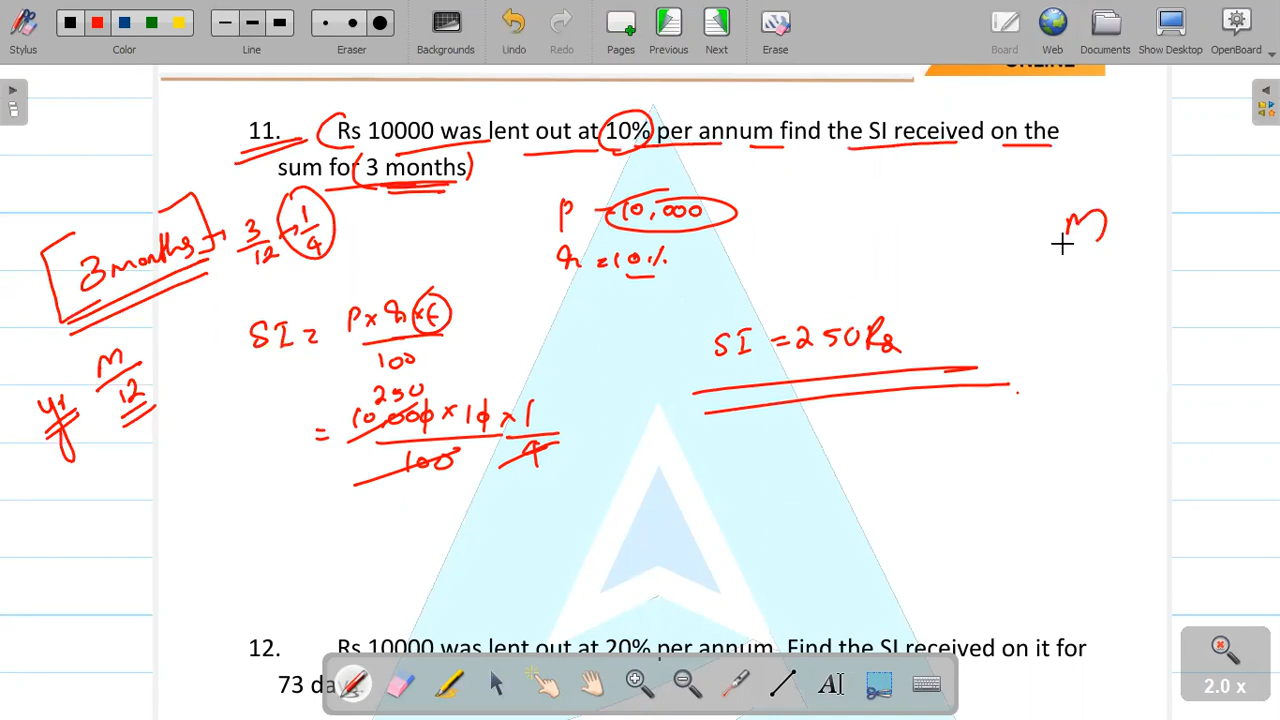 Stylus
Color
Line
Eraser
Backgrounds
Undo
Redo
Pages
Previous
Next
Erase
Board
Web
Documents
Show Desktop
OpenBoard
11. Rs 10000 was lent out at 10% per annum find the SI received on the
sum for 3 months
3 months → 3/12 → 1/4
P = 10,000
r = 10%
SI = P x r x t
100
SI = 250Rs
M
M
12
250
= 10,000 x 10 x 1
100 4
12. Rs 10000 was lent out at 20% per annum. Find the SI received on it for
73 da
2.0 x